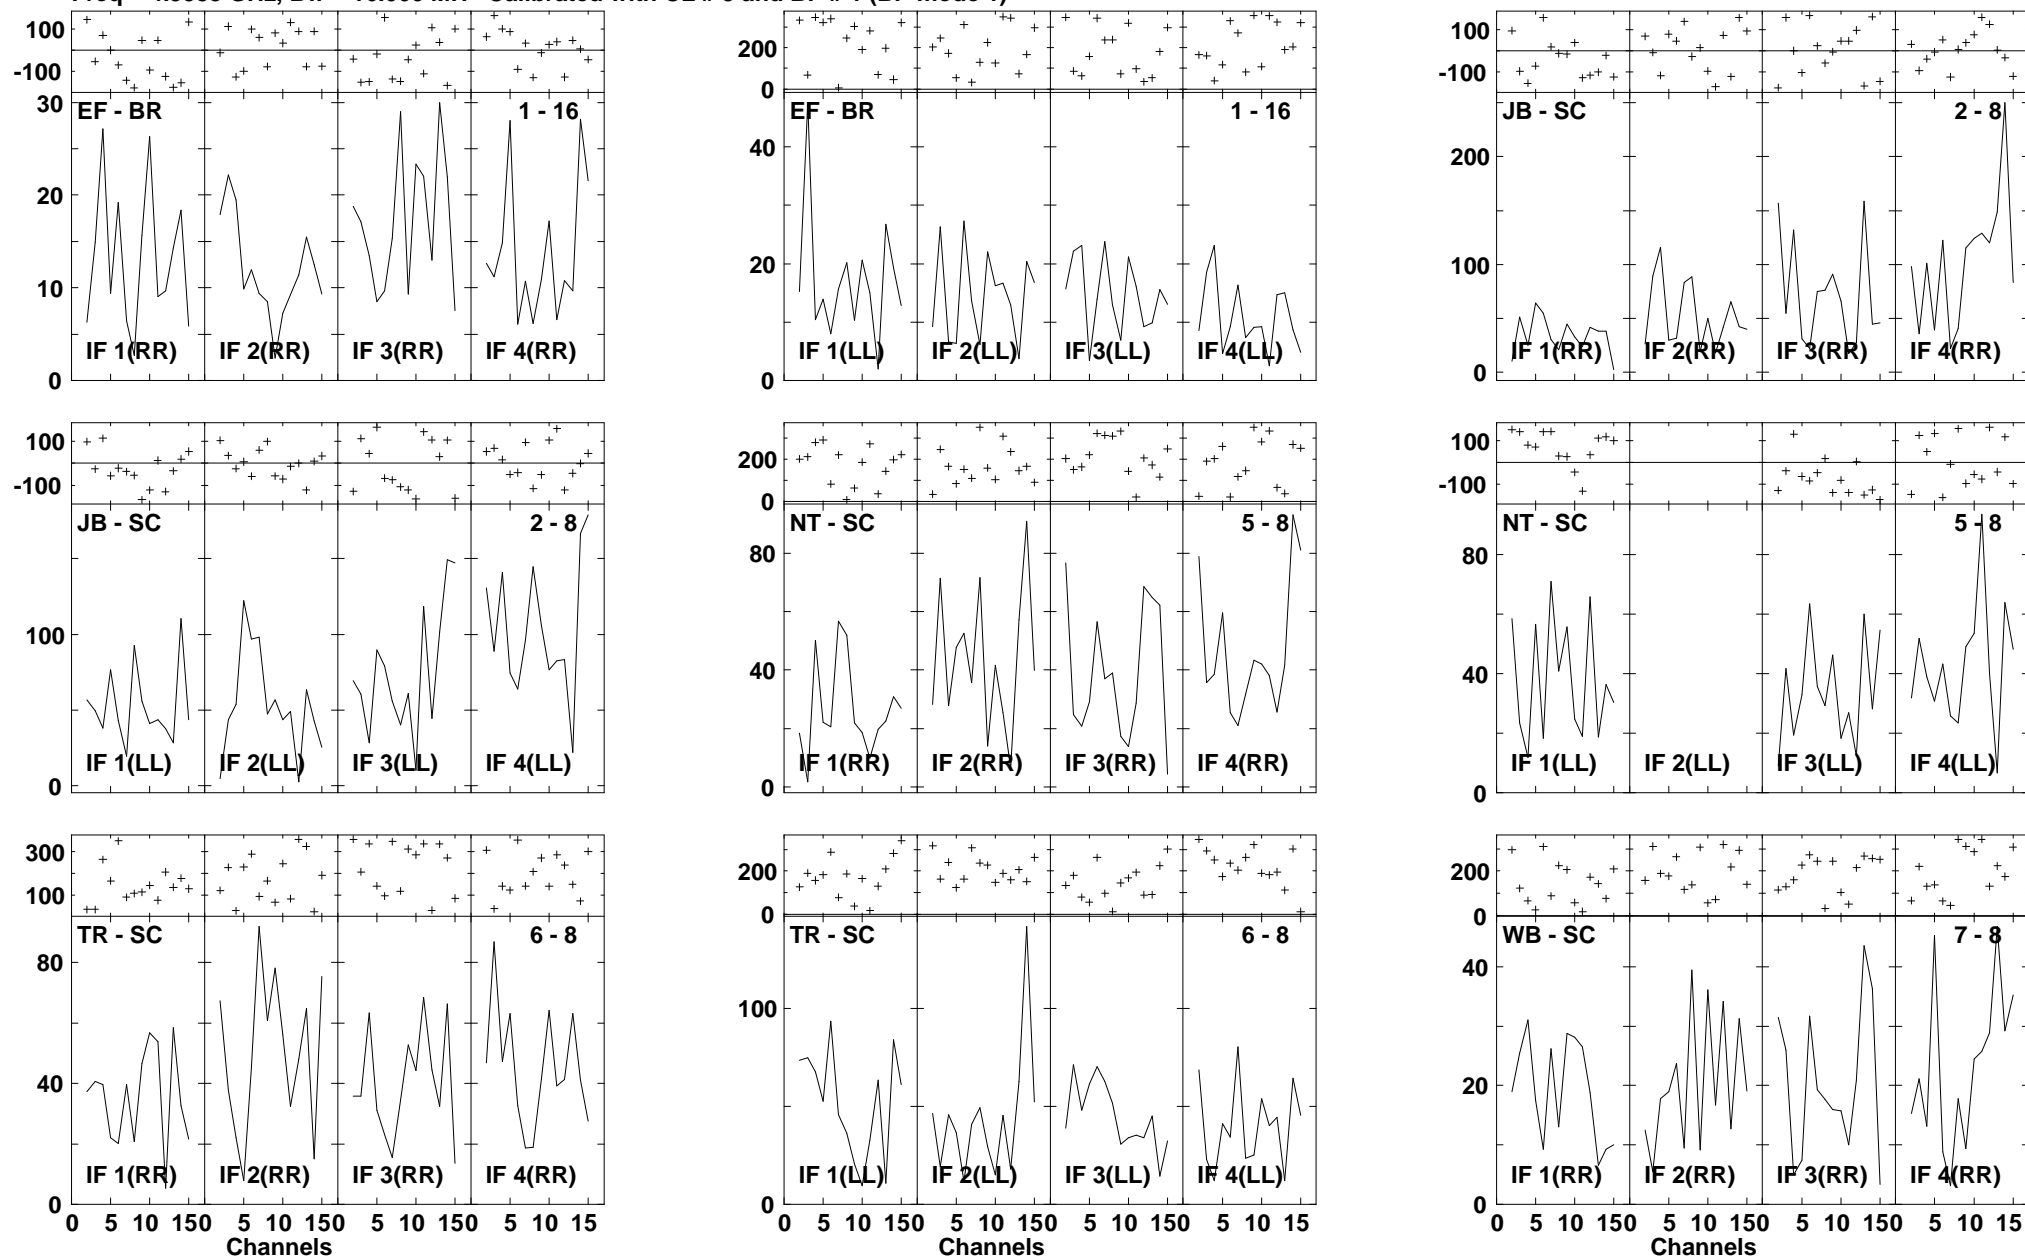 100
-100
30
20
10
0
EF - BR
1 - 16
IF 1(RR)
IF 2(RR)
IF 3(RR)
IF 4(RR)
200
0
40
20
0
EF - BR
1 - 16
IF 1(LL)
IF 2(LL)
IF 3(LL)
IF 4(LL)
100
-100
200
100
0
JB - SC
2 - 8
IF 1(RR)
IF 2(RR)
IF 3(RR)
IF 4(RR)
100
-100
100
0
JB - SC
2 - 8
IF 1(LL)
IF 2(LL)
IF 3(LL)
IF 4(LL)
200
0
80
40
0
NT - SC
5 - 8
IF 1(RR)
IF 2(RR)
IF 3(RR)
IF 4(RR)
100
-100
80
40
0
NT - SC
5 - 8
IF 1(LL)
IF 2(LL)
IF 3(LL)
IF 4(LL)
300
100
80
40
0
TR - SC
6 - 8
IF 1(RR)
IF 2(RR)
IF 3(RR)
IF 4(RR)
0 5 10 150 5 10 150 5 10 150 5 10 15
Channels
200
0
100
0
TR - SC
6 - 8
IF 1(LL)
IF 2(LL)
IF 3(LL)
IF 4(LL)
0 5 10 150 5 10 150 5 10 150 5 10 15
Channels
200
0
40
20
0
WB - SC
7 - 8
IF 1(RR)
IF 2(RR)
IF 3(RR)
IF 4(RR)
0 5 10 150 5 10 150 5 10 150 5 10 15
Channels